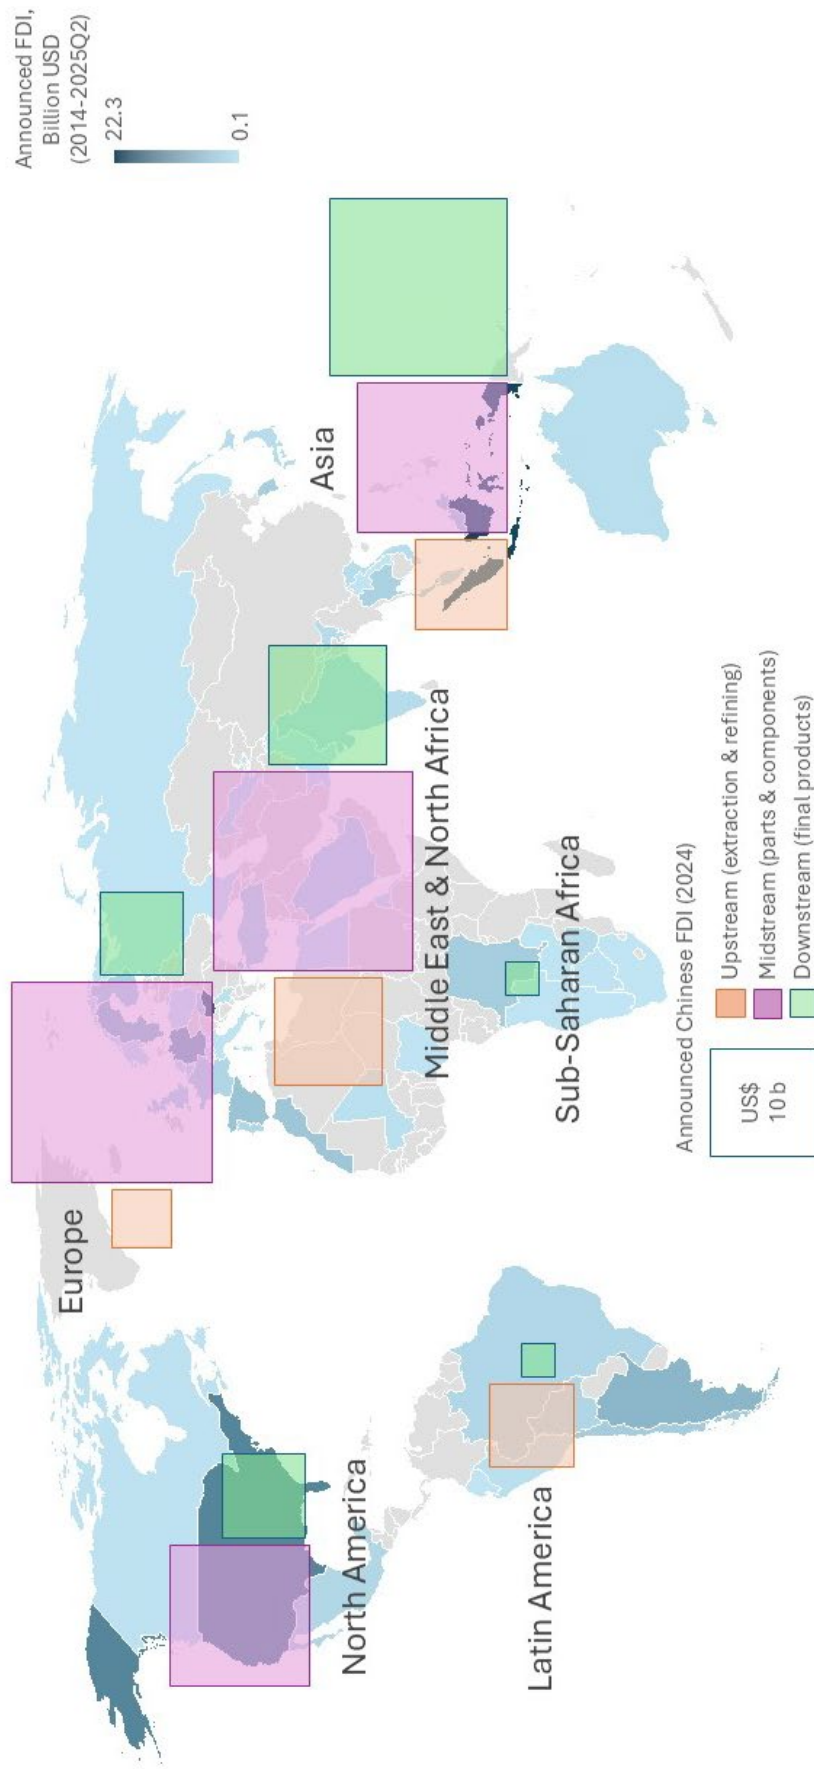 Announced FDI,
Billion USD
(2014-2025Q2)
22.3
0.1
Europe
Asia
North America
Middle East & North Africa
Latin America
Sub-Saharan Africa
Announced Chinese FDI (2024)
US$
10 b
Upstream (extraction & refining)
Midstream (parts & components)
Downstream (final products)